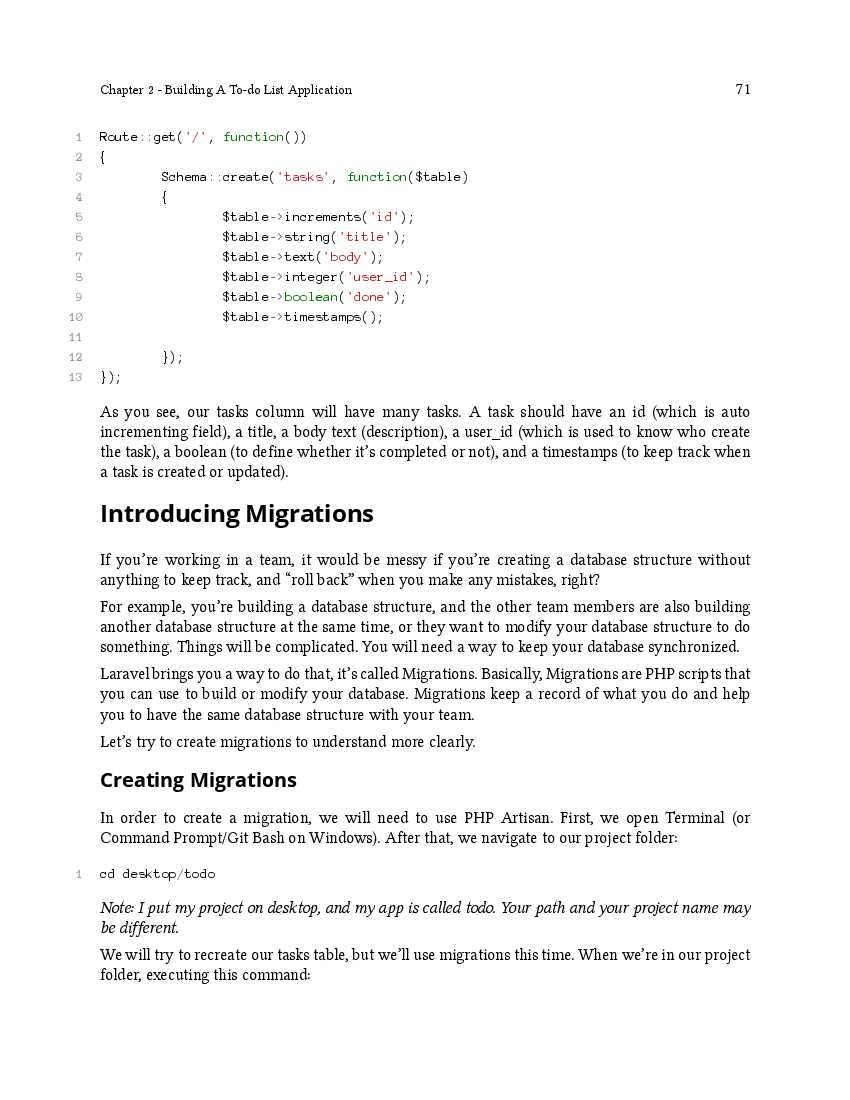 Chapter 2 - Building A To-do List Application 71
1 Route::get('/', function())
2 {
3 Schema::create('tasks', function($table)
4 {
5 $table->increments('id');
6 $table->string('title');
7 $table->text('body');
8 $table->integer('user_id');
9 $table->boolean('done');
10 $table->timestamps();
11
12 });
13 });
As you see, our tasks column will have many tasks. A task should have an id (which is auto
incrementing field), a title, a body text (description), a user_id (which is used to know who create
the task), a boolean (to define whether it’s completed or not), and a timestamps (to keep track when
a task is created or updated).
Introducing Migrations
If you’re working in a team, it would be messy if you’re creating a database structure without
anything to keep track, and “roll back” when you make any mistakes, right?
For example, you’re building a database structure, and the other team members are also building
another database structure at the same time, or they want to modify your database structure to do
something. Things will be complicated. You will need a way to keep your database synchronized.
Laravel brings you a way to do that, it’s called Migrations. Basically, Migrations are PHP scripts that
you can use to build or modify your database. Migrations keep a record of what you do and help
you to have the same database structure with your team.
Let’s try to create migrations to understand more clearly.
Creating Migrations
In order to create a migration, we will need to use PHP Artisan. First, we open Terminal (or
Command Prompt/Git Bash on Windows). After that, we navigate to our project folder:
1 cd desktop/todo
Note: I put my project on desktop, and my app is called todo. Your path and your project name may
be different.
We will try to recreate our tasks table, but we’ll use migrations this time. When we’re in our project
folder, executing this command: